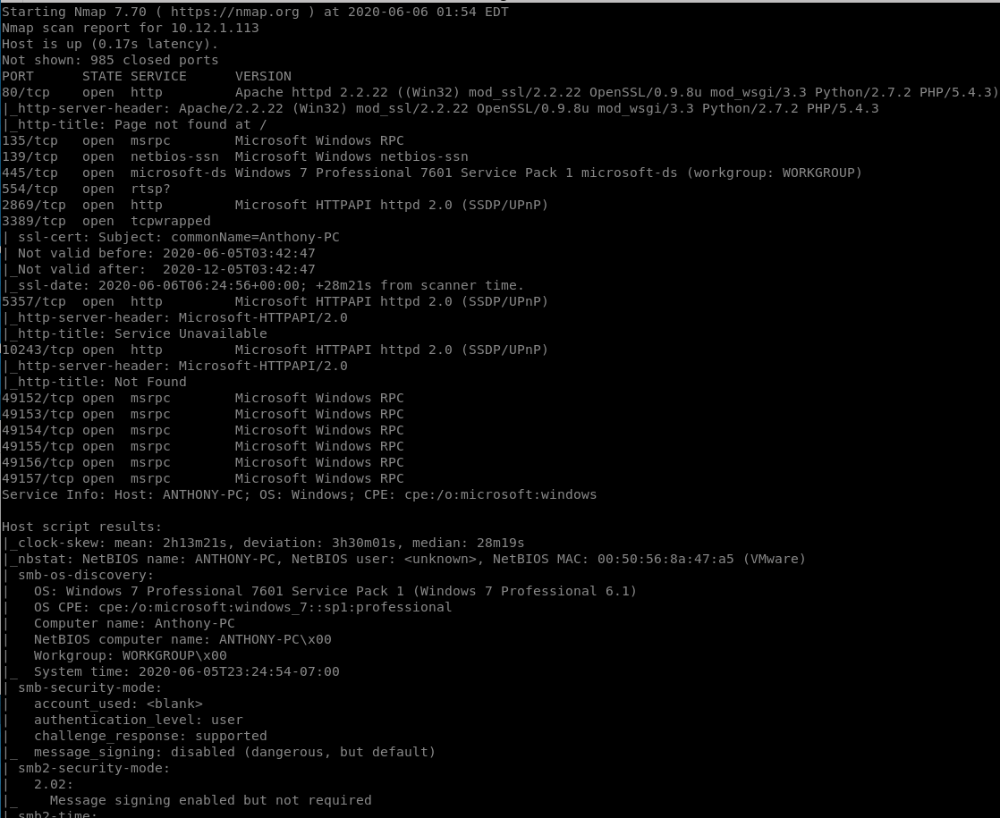 Starting Nmap 7.70 ( https://nmap.org ) at 2020-06-06 01:54 EDT
Nmap scan report for 10.12.1.113
Host is up (0.17s latency).
Not shown: 985 closed ports
PORT      STATE SERVICE      VERSION
80/tcp    open  http         Apache httpd 2.2.22 ((Win32) mod_ssl/2.2.22 OpenSSL/0.9.8u mod_wsgi/3.3 Python/2.7.2 PHP/5.4.3)
|_http-server-header: Apache/2.2.22 (Win32) mod_ssl/2.2.22 OpenSSL/0.9.8u mod_wsgi/3.3 Python/2.7.2 PHP/5.4.3
|_http-title: Page not found at /
135/tcp   open  msrpc        Microsoft Windows RPC
139/tcp   open  netbios-ssn  Microsoft Windows netbios-ssn
445/tcp   open  microsoft-ds Windows 7 Professional 7601 Service Pack 1 microsoft-ds (workgroup: WORKGROUP)
554/tcp   open  rtsp?
2869/tcp  open  http         Microsoft HTTPAPI httpd 2.0 (SSDP/UPnP)
3389/tcp  open  tcpwrapped
| ssl-cert: Subject: commonName=Anthony-PC
| Not valid before: 2020-06-05T03:42:47
|_Not valid after:  2020-12-05T03:42:47
|_ssl-date: 2020-06-06T06:24:56+00:00; +28m21s from scanner time.
5357/tcp  open  http         Microsoft HTTPAPI httpd 2.0 (SSDP/UPnP)
|_http-server-header: Microsoft-HTTPAPI/2.0
|_http-title: Service Unavailable
10243/tcp open  http         Microsoft HTTPAPI httpd 2.0 (SSDP/UPnP)
|_http-server-header: Microsoft-HTTPAPI/2.0
|_http-title: Not Found
49152/tcp open  msrpc        Microsoft Windows RPC
49153/tcp open  msrpc        Microsoft Windows RPC
49154/tcp open  msrpc        Microsoft Windows RPC
49155/tcp open  msrpc        Microsoft Windows RPC
49156/tcp open  msrpc        Microsoft Windows RPC
49157/tcp open  msrpc        Microsoft Windows RPC
Service Info: Host: ANTHONY-PC; OS: Windows; CPE: cpe:/o:microsoft:windows

Host script results:
|_clock-skew: mean: 2h13m21s, deviation: 3h30m01s, median: 28m19s
|_nbstat: NetBIOS name: ANTHONY-PC, NetBIOS user: <unknown>, NetBIOS MAC: 00:50:56:8a:47:a5 (VMware)
| smb-os-discovery:
|   OS: Windows 7 Professional 7601 Service Pack 1 (Windows 7 Professional 6.1)
|   OS CPE: cpe:/o:microsoft:windows_7::sp1:professional
|   Computer name: Anthony-PC
|   NetBIOS computer name: ANTHONY-PC\x00
|   Workgroup: WORKGROUP\x00
|_  System time: 2020-06-05T23:24:54-07:00
| smb-security-mode:
|   account_used: <blank>
|   authentication_level: user
|   challenge_response: supported
|_  message_signing: disabled (dangerous, but default)
| smb2-security-mode:
|   2.02:
|_    Message signing enabled but not required
| smb2-time: